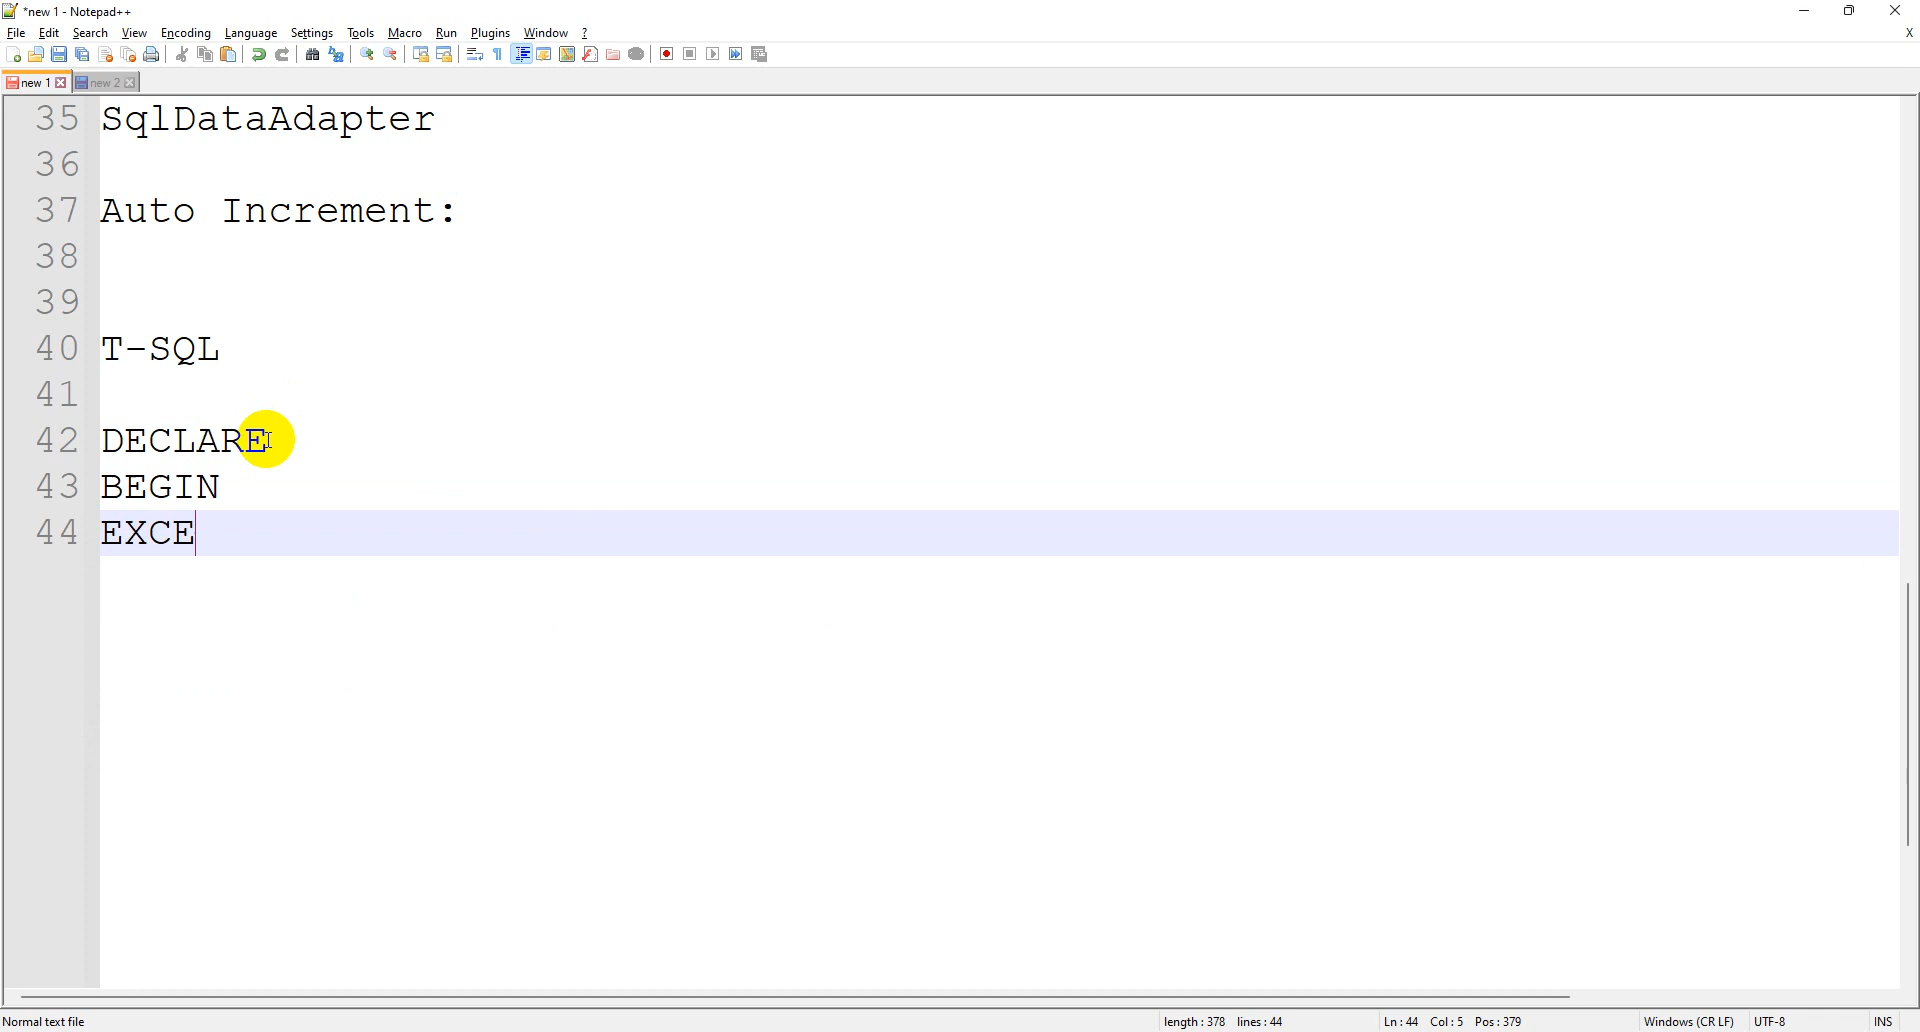 *new 1 - Notepad++
File Edit Search View Encoding Language Settings Tools Macro Run Plugins Window ? X
new 1 new 2
35 SqlDataAdapter
36
37 Auto Increment:
38
39
40 T-SQL
41
42 DECLARE
43 BEGIN
44 EXCE
Normal text file length : 378 lines : 44 Ln : 44 Col : 5 Pos : 379 Windows (CR LF) UTF-8 INS